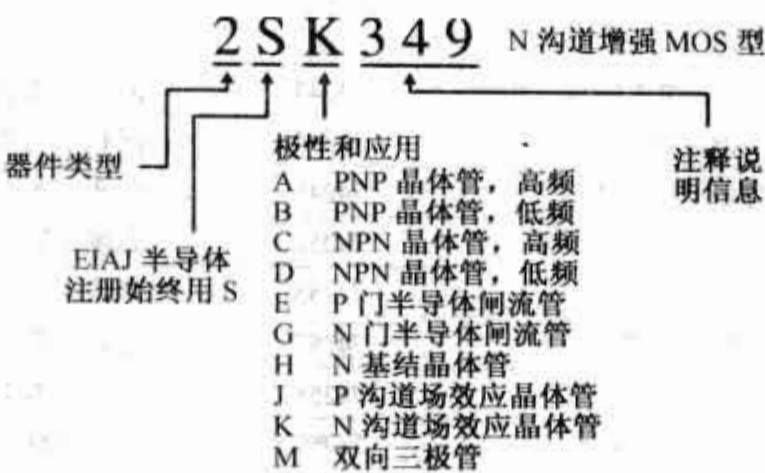 2SK349 N 沟道增强 MOS 型
器件类型
EIAJ 半导体
注册始终用 S
极性和应用
A PNP 晶体管，高频
B PNP 晶体管，低频
C NPN 晶体管，高频
D NPN 晶体管，低频
E P 门半导体闸流管
G N 门半导体闸流管
H N 基结晶体管
J P 沟道场效应晶体管
K N 沟道场效应晶体管
M 双向三极管
注释说
明信息